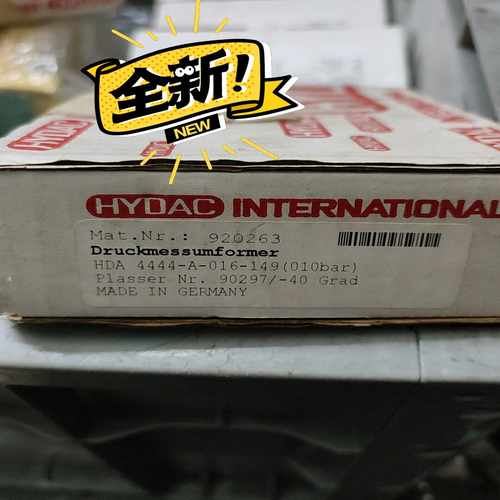 全新!
NEW
HYDAC INTERNATIONAL
Mat.Nr.: 920263
Druckmessumformer
HDA 4444-A-016-149(010bar)
Plasser Nr. 90297/-40 Grad
MADE IN GERMANY